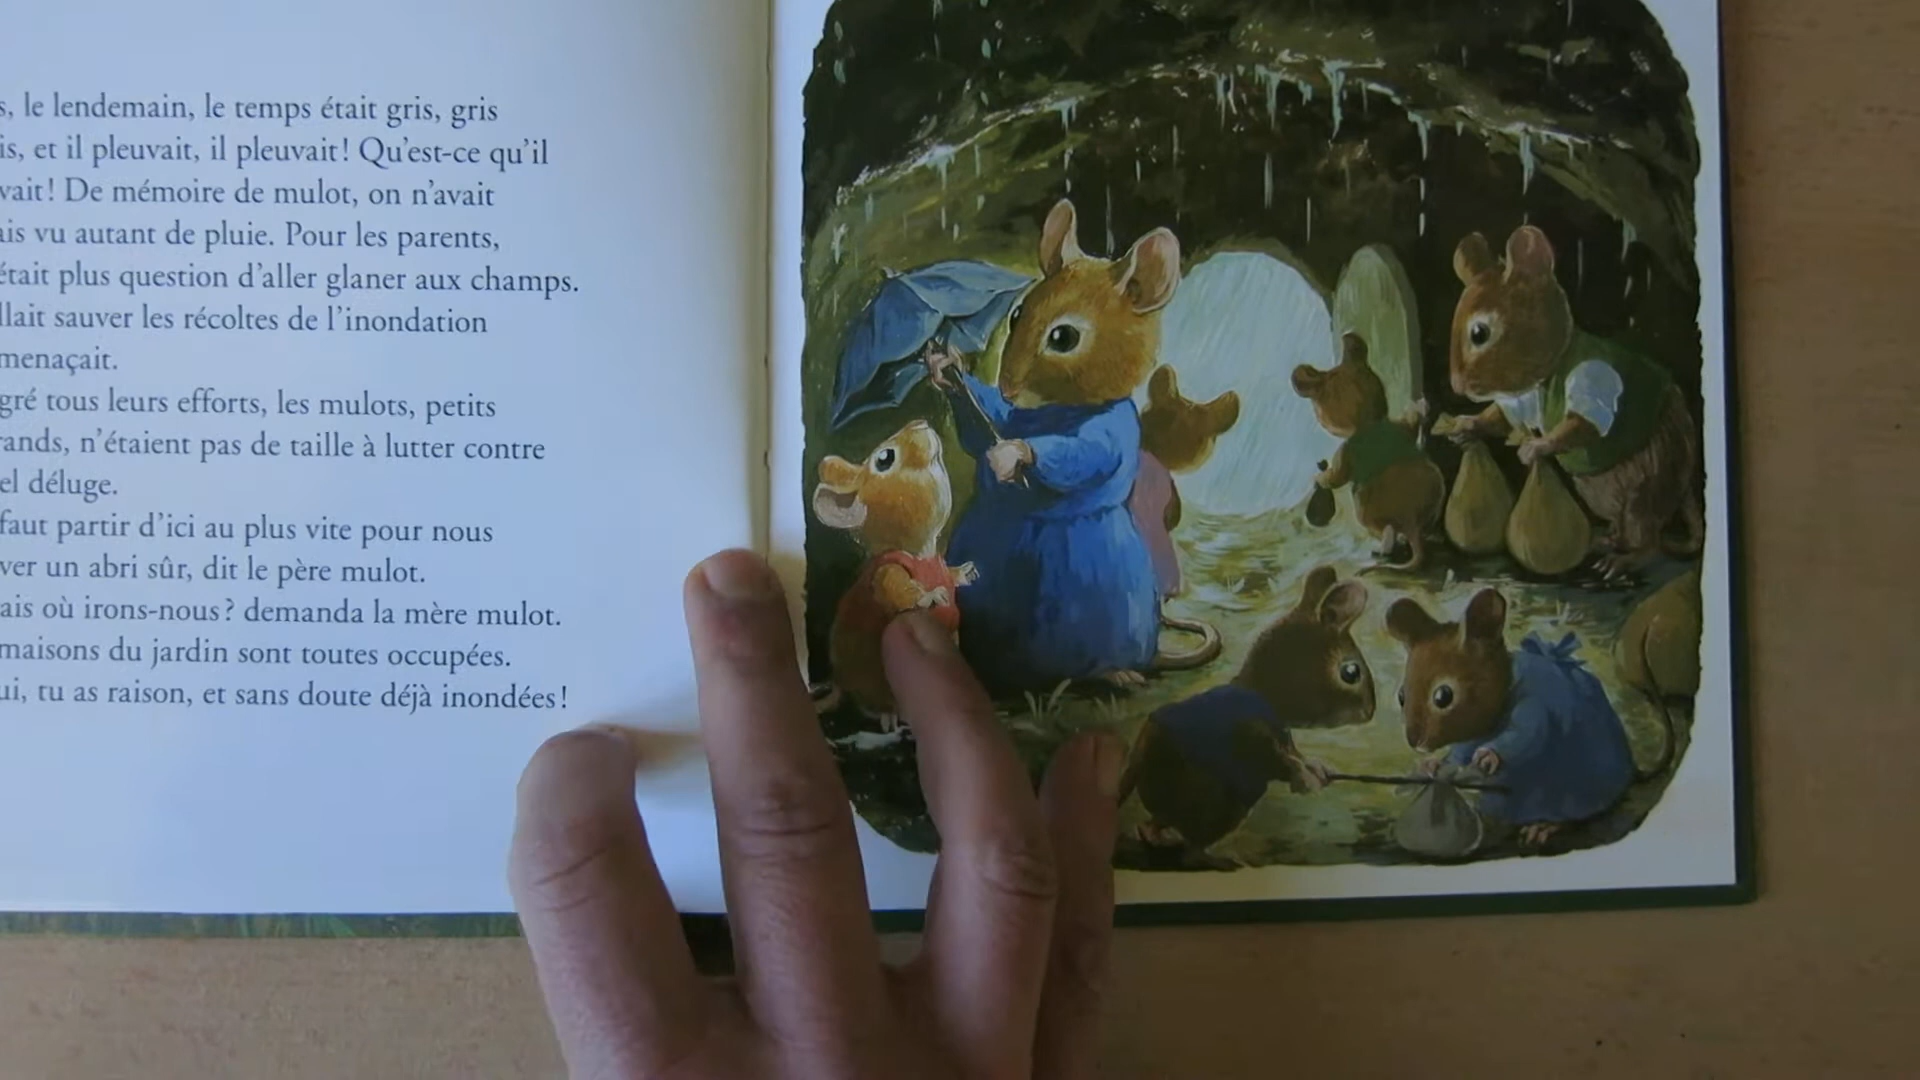 s, le lendemain, le temps était gris, gris
is, et il pleuvait, il pleuvait ! Qu'est-ce qu'il
vait ! De mémoire de mulot, on n'avait
ais vu autant de pluie. Pour les parents,
était plus question d'aller glaner aux champs.
llait sauver les récoltes de l'inondation
menaçait.
gré tous leurs efforts, les mulots, petits
rands, n'étaient pas de taille à lutter contre
el déluge.
faut partir d'ici au plus vite pour nous
ver un abri sûr, dit le père mulot.
ais où irons-nous ? demanda la mère mulot.
maisons du jardin sont toutes occupées.
ui, tu as raison, et sans doute déjà inondées !